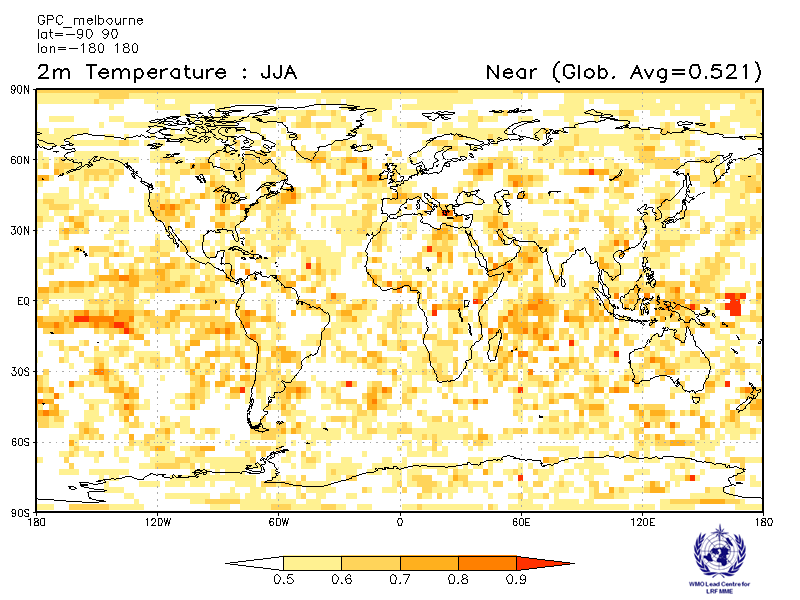 GPC_melbourne
lat=−90 90
lon=−180 180
2m Temperature : JJA Near (Glob. Avg=0.521)
90N
60N
30N
EQ
30S
60S
90S
180 120W 60W 0 60E 120E 180
0.5 0.6 0.7 0.8 0.9
WMO Lead Centre for
LRF MME